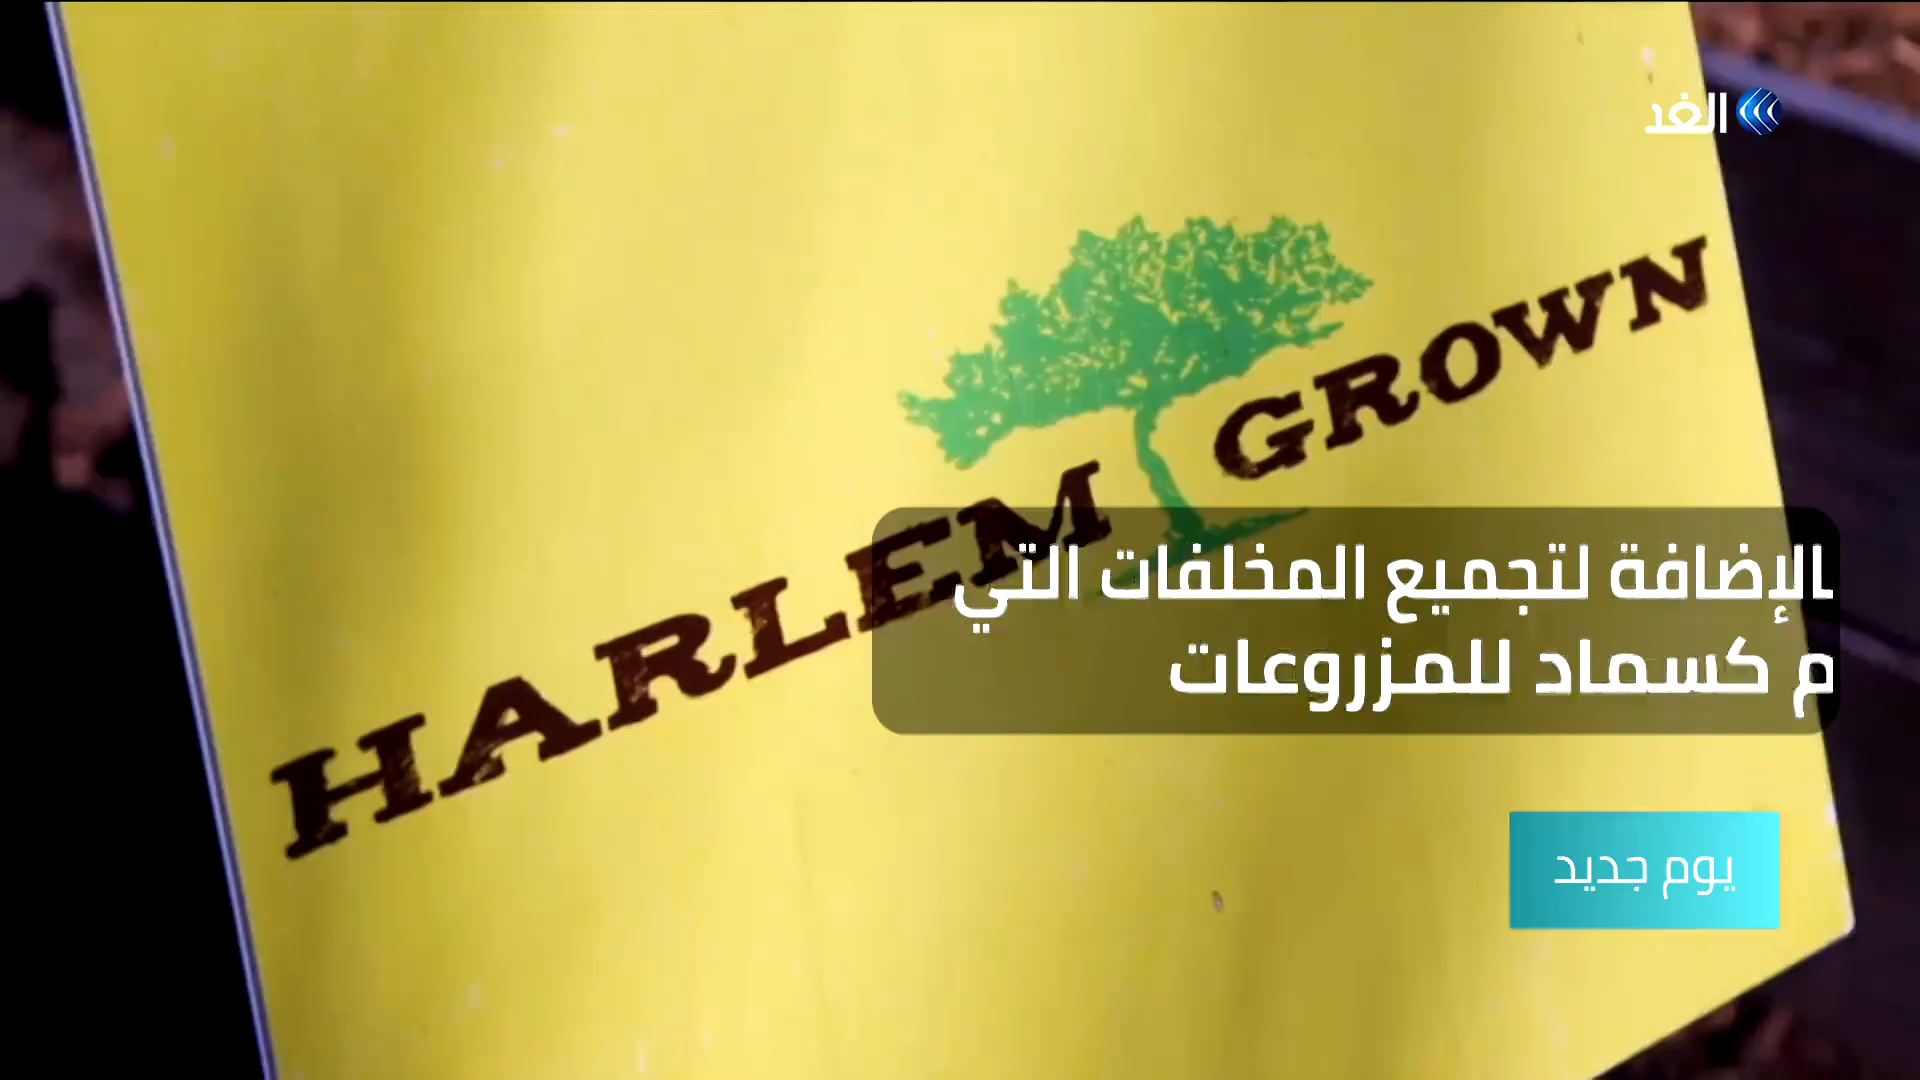 الغد
HARLEM GROWN
الإضافة لتجميع المخلفات التي
م كسماد للمزروعات
يوم جديد